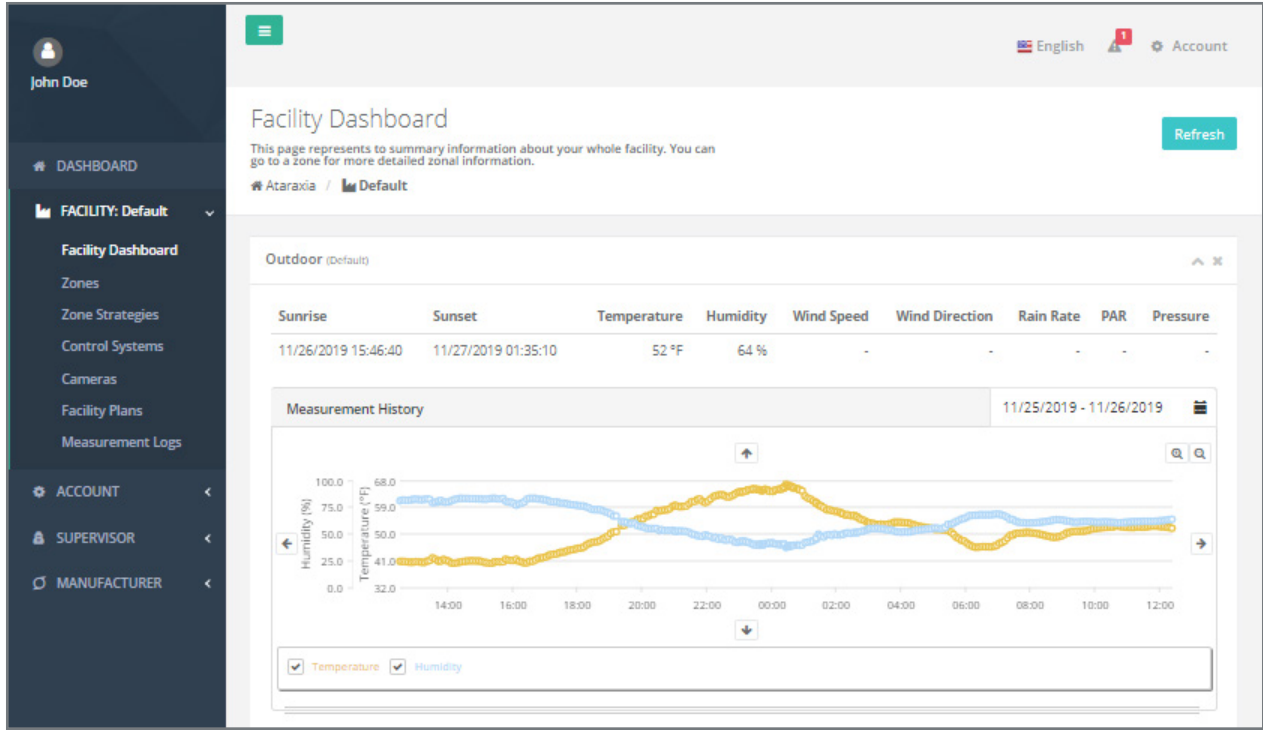 John Doe
DASHBOARD
FACILITY: Default
Facility Dashboard
Zones
Zone Strategies
Control Systems
Cameras
Facility Plans
Measurement Logs
ACCOUNT
SUPERVISOR
MANUFACTURER
English 1 Account
Facility Dashboard
Refresh
This page represents to summary information about your whole facility. You can
go to a zone for more detailed zonal information.
Ataraxia / Default
Outdoor (Default)
Sunrise Sunset Temperature Humidity Wind Speed Wind Direction Rain Rate PAR Pressure
11/26/2019 15:46:40 11/27/2019 01:35:10 52 °F 64 % - - - - -
Measurement History 11/25/2019 - 11/26/2019
Humidity (%)
100.0
75.0
50.0
25.0
0.0
Temperature (°F)
68.0
59.0
50.0
41.0
32.0
14:00 16:00 18:00 20:00 22:00 00:00 02:00 04:00 06:00 08:00 10:00 12:00
Temperature Humidity